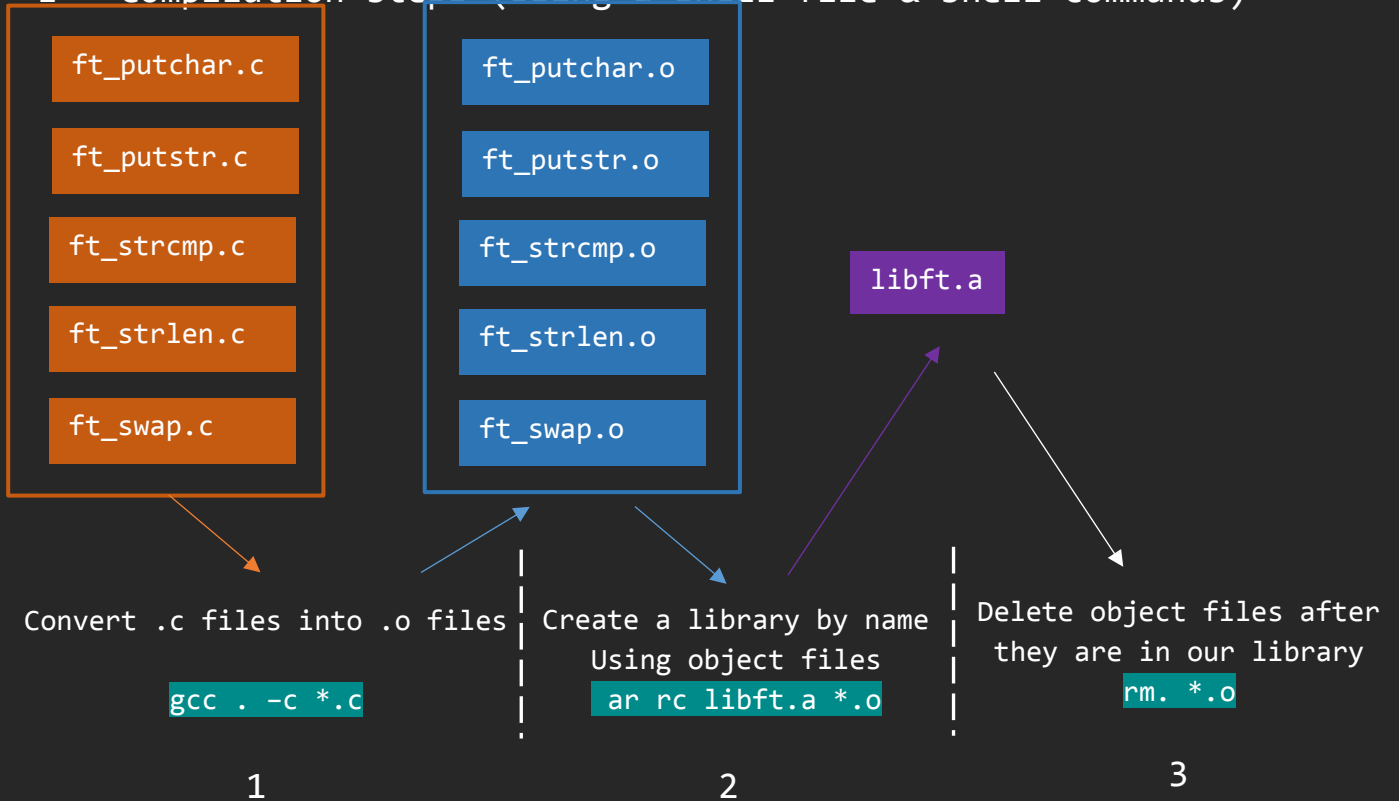 ft_putchar.c
ft_putstr.c
ft_strcmp.c
ft_strlen.c
ft_swap.c
ft_putchar.o
ft_putstr.o
ft_strcmp.o
ft_strlen.o
ft_swap.o
libft.a
Convert .c files into .o files
gcc . –c *.c
1
Create a library by name
Using object files
ar rc libft.a *.o
2
Delete object files after
they are in our library
rm. *.o
3